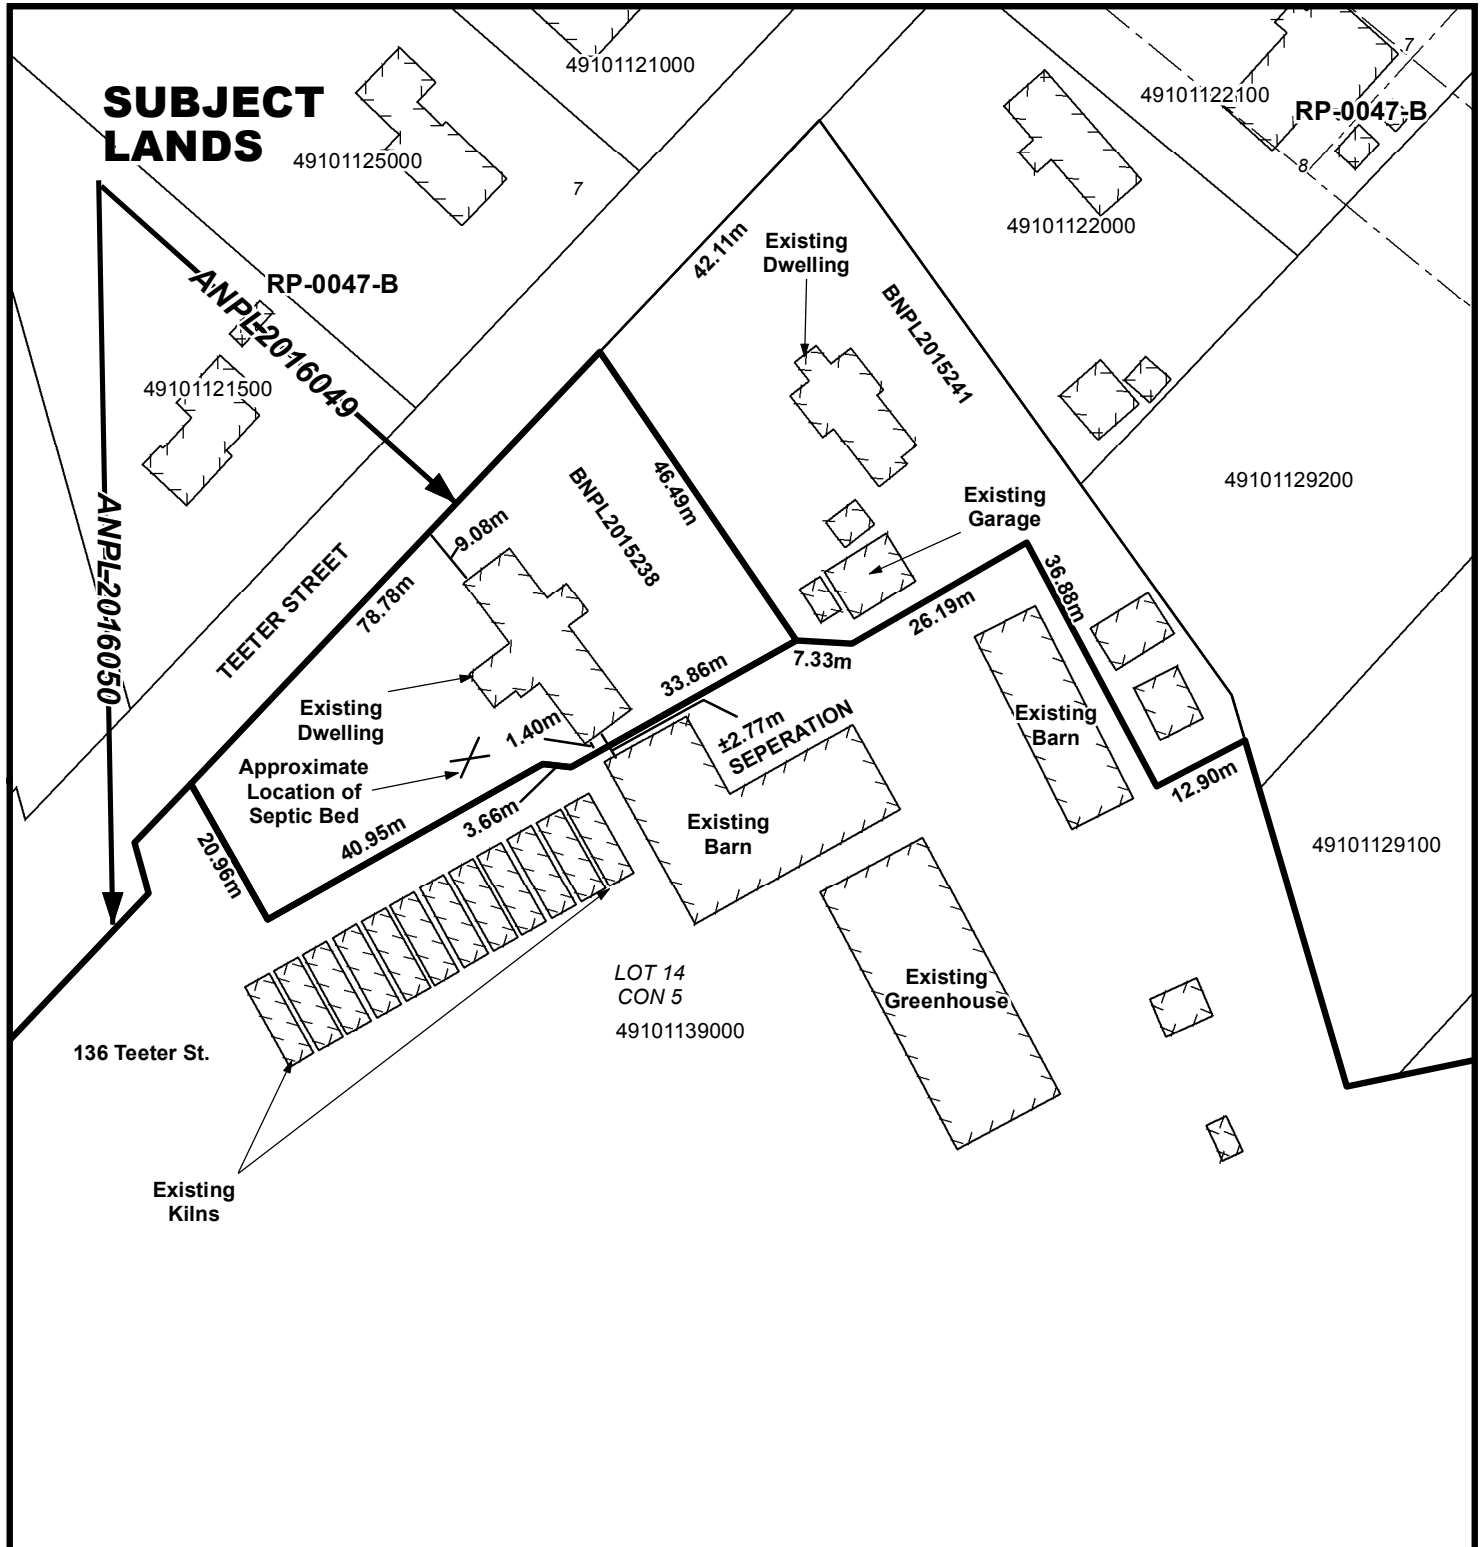 49101121000
SUBJECT
LANDS
49101125000
7
49101122100
RP-0047-B
7
8
49101122000
42.11m
Existing
Dwelling
RP-0047-B
ANPL2016049
BNPL2015241
49101121500
49101129200
46.49m
BNPL2015238
Existing
Garage
9.08m
ANPL-2016050
TEETER STREET
78.78m
36.88m
26.19m
7.33m
33.86m
Existing
Dwelling
1.40m
±2.77m
SEPERATION
Existing
Barn
Approximate
Location of
Septic Bed
12.90m
3.66m
40.95m
20.96m
Existing
Barn
49101129100
LOT 14
CON 5
49101139000
Existing
Greenhouse
136 Teeter St.
Existing
Kilns